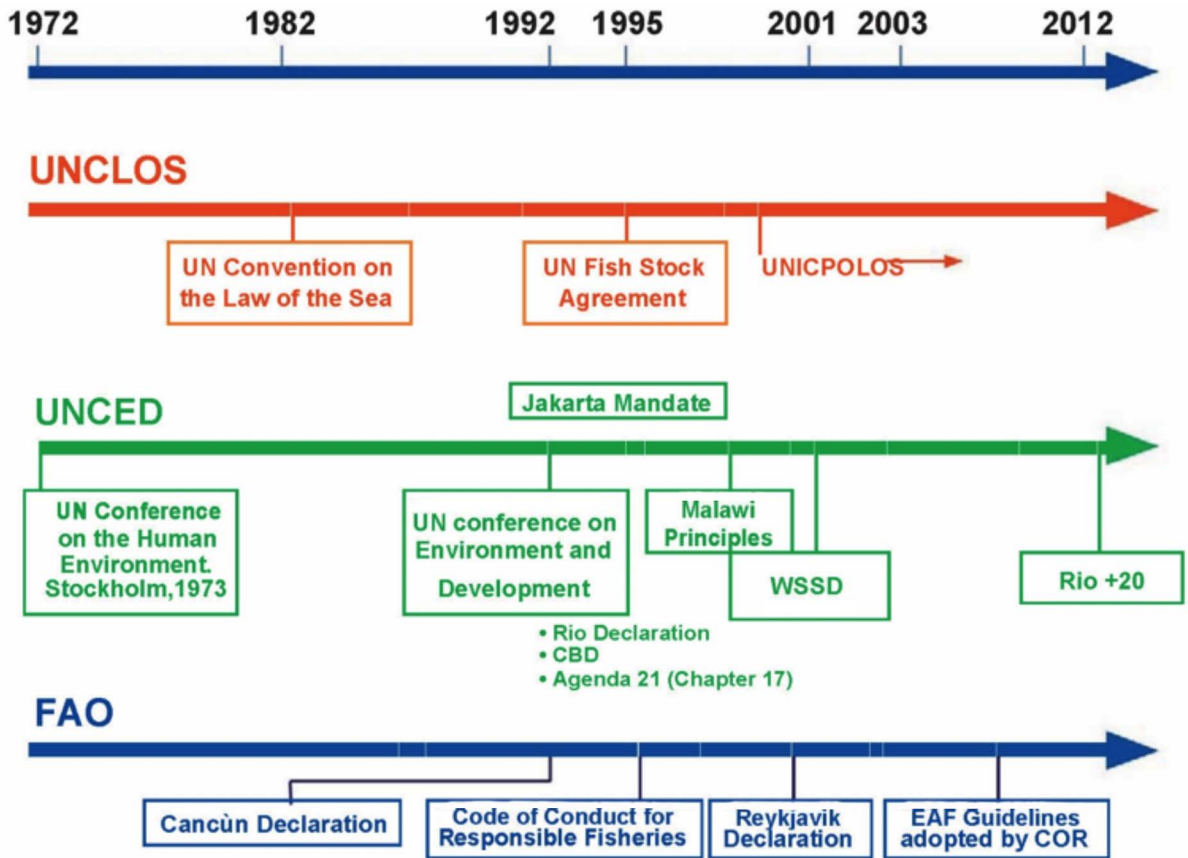 1972 1982 1992 1995 2001 2003 2012
UNCLOS
UN Convention on
the Law of the Sea
UN Fish Stock
Agreement
UNICPOLOS
Jakarta Mandate
UNCED
UN Conference
on the Human
Environment.
Stockholm,1973
UN conference on
Environment and
Development
Malawi
Principles
WSSD
Rio +20
• Rio Declaration
• CBD
• Agenda 21 (Chapter 17)
FAO
Cancùn Declaration
Code of Conduct for
Responsible Fisheries
Reykjavik
Declaration
EAF Guidelines
adopted by COR